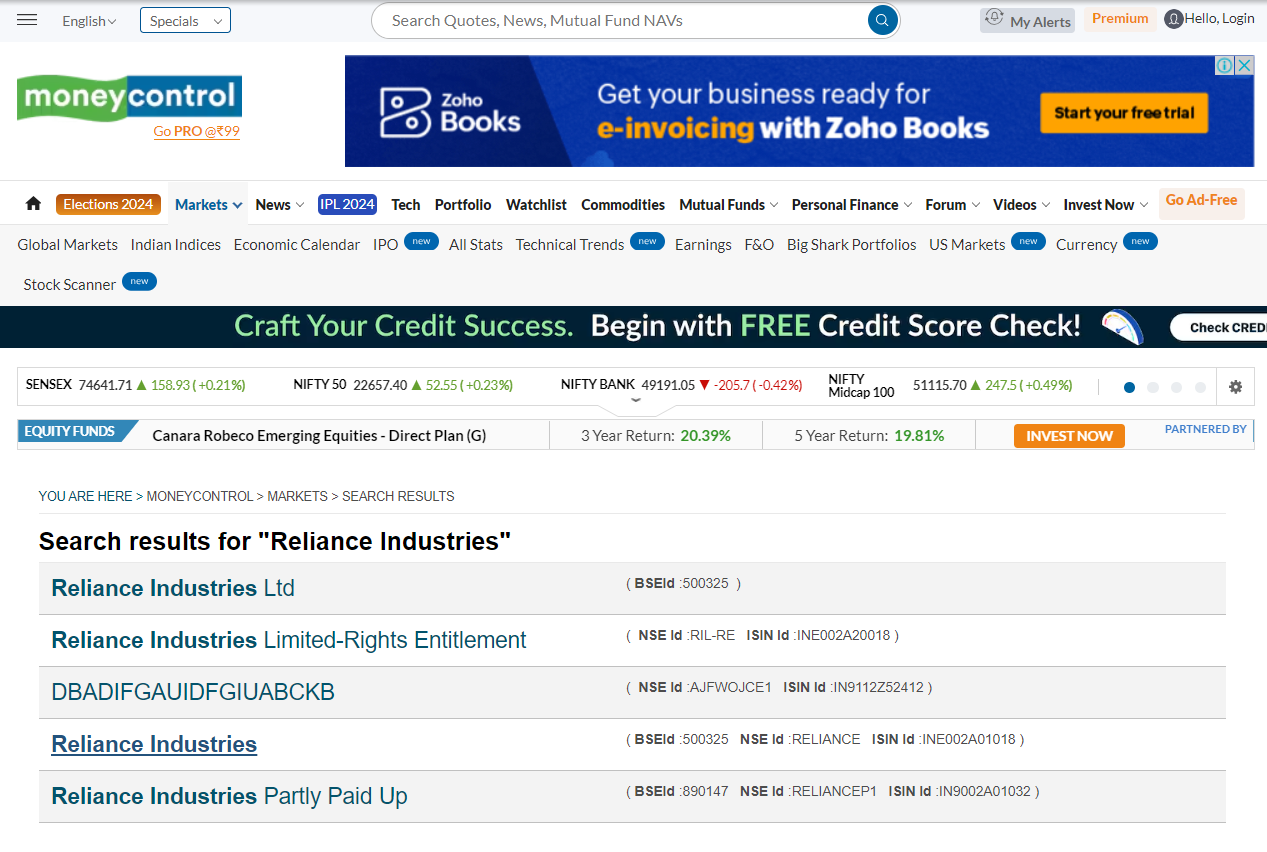 English
Specials
Search Quotes, News, Mutual Fund NAVs
My Alerts
Premium
Hello, Login
moneycontrol
Go PRO @₹99
Zoho Books
Get your business ready for
e-invoicing with Zoho Books
Start your free trial
Elections 2024 Markets News IPL 2024 Tech Portfolio Watchlist Commodities Mutual Funds Personal Finance Forum Videos Invest Now Go Ad-Free
Global Markets Indian Indices Economic Calendar IPO new All Stats Technical Trends new Earnings F&O Big Shark Portfolios US Markets new Currency new
Stock Scanner new
Craft Your Credit Success. Begin with FREE Credit Score Check! Check CREDI
SENSEX 74641.71 ▲ 158.93 ( +0.21%) NIFTY 50 22657.40 ▲ 52.55 ( +0.23%) NIFTY BANK 49191.05 ▼ -205.7 ( -0.42%) NIFTY Midcap 100 51115.70 ▲ 247.5 ( +0.49%)
EQUITY FUNDS Canara Robeco Emerging Equities - Direct Plan (G) 3 Year Return: 20.39% 5 Year Return: 19.81% INVEST NOW PARTNERED BY
YOU ARE HERE > MONEYCONTROL > MARKETS > SEARCH RESULTS
Search results for "Reliance Industries"
Reliance Industries Ltd ( BSEId :500325 )
Reliance Industries Limited-Rights Entitlement ( NSE Id :RIL-RE ISIN Id :INE002A20018 )
DBADIFGAUIDFGIUABCKB ( NSE Id :AJFWOJCE1 ISIN Id :IN9112Z52412 )
Reliance Industries ( BSEId :500325 NSE Id :RELIANCE ISIN Id :INE002A01018 )
Reliance Industries Partly Paid Up ( BSEId :890147 NSE Id :RELIANCEP1 ISIN Id :IN9002A01032 )